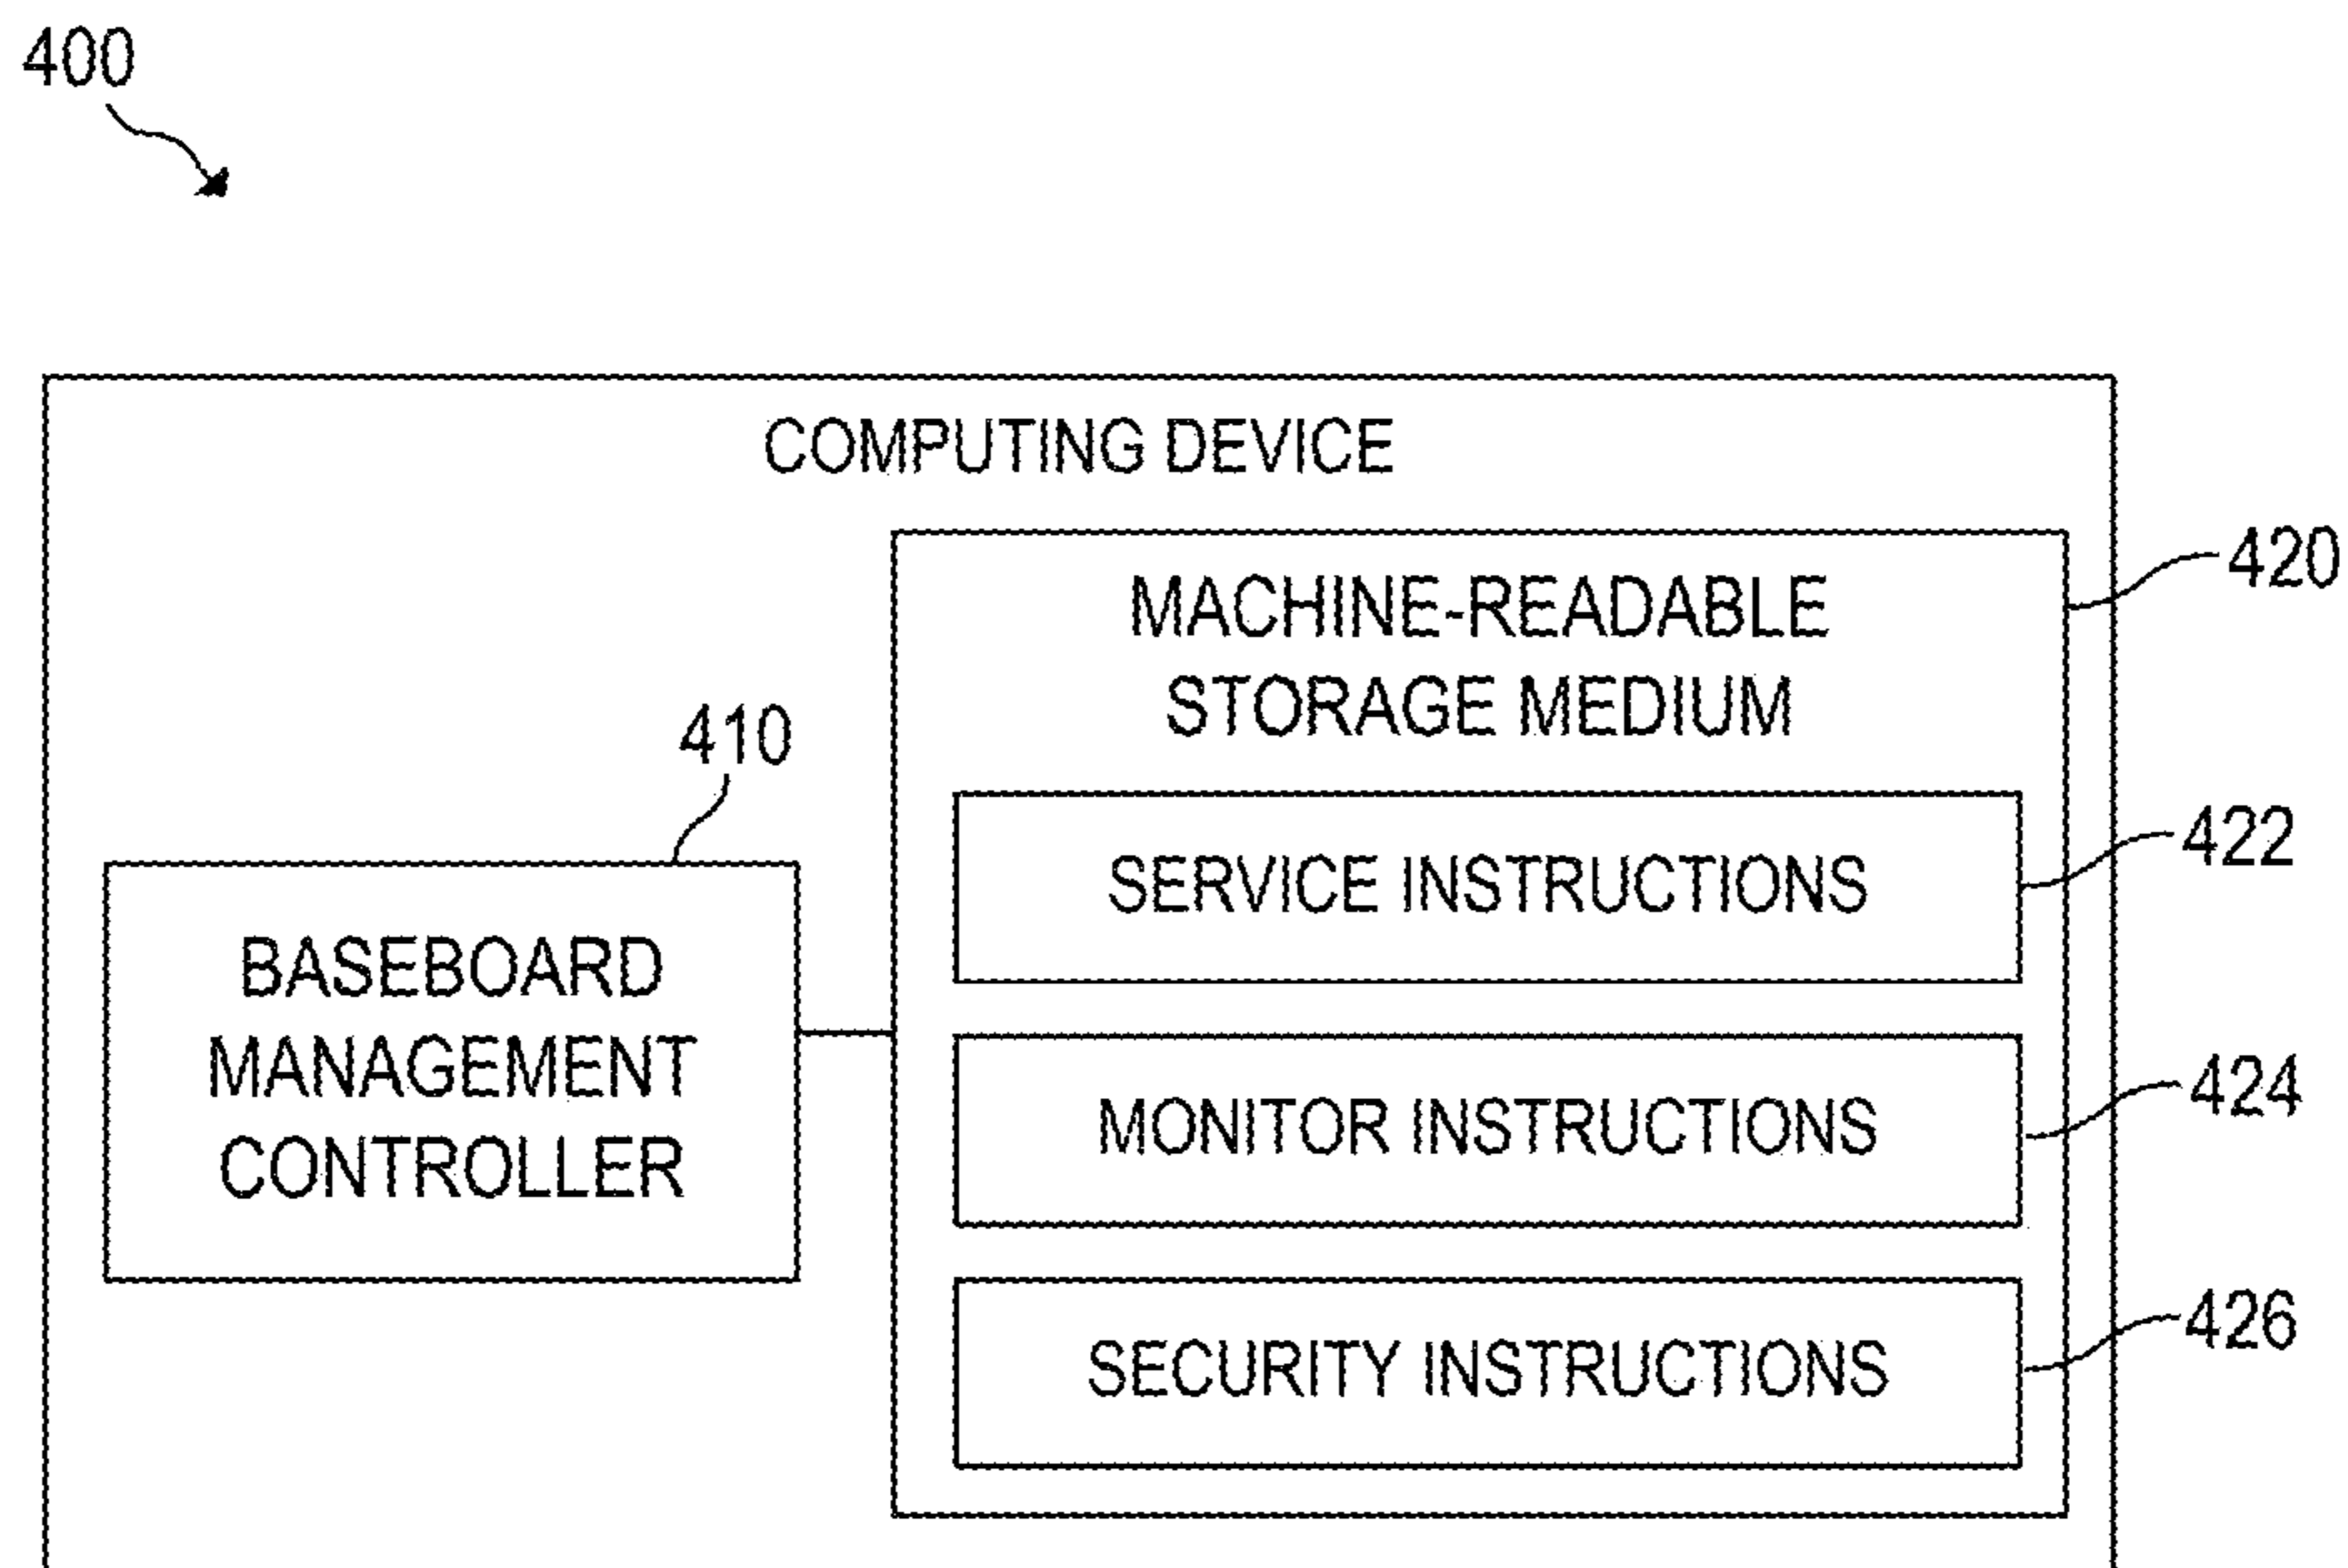 400
COMPUTING DEVICE
420
MACHINE-READABLE
STORAGE MEDIUM
410
422
SERVICE INSTRUCTIONS
BASEBOARD
MANAGEMENT
CONTROLLER
424
MONITOR INSTRUCTIONS
426
SECURITY INSTRUCTIONS